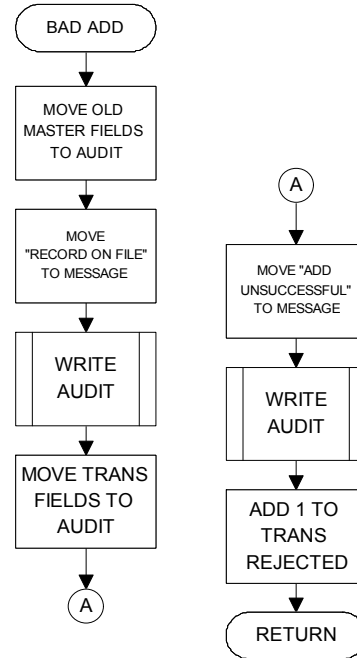 BAD ADD
MOVE OLD
MASTER FIELDS
TO AUDIT
MOVE
"RECORD ON FILE"
TO MESSAGE
WRITE
AUDIT
MOVE TRANS
FIELDS TO
AUDIT
A
A
MOVE "ADD
UNSUCCESSFUL"
TO MESSAGE
WRITE
AUDIT
ADD 1 TO
TRANS
REJECTED
RETURN